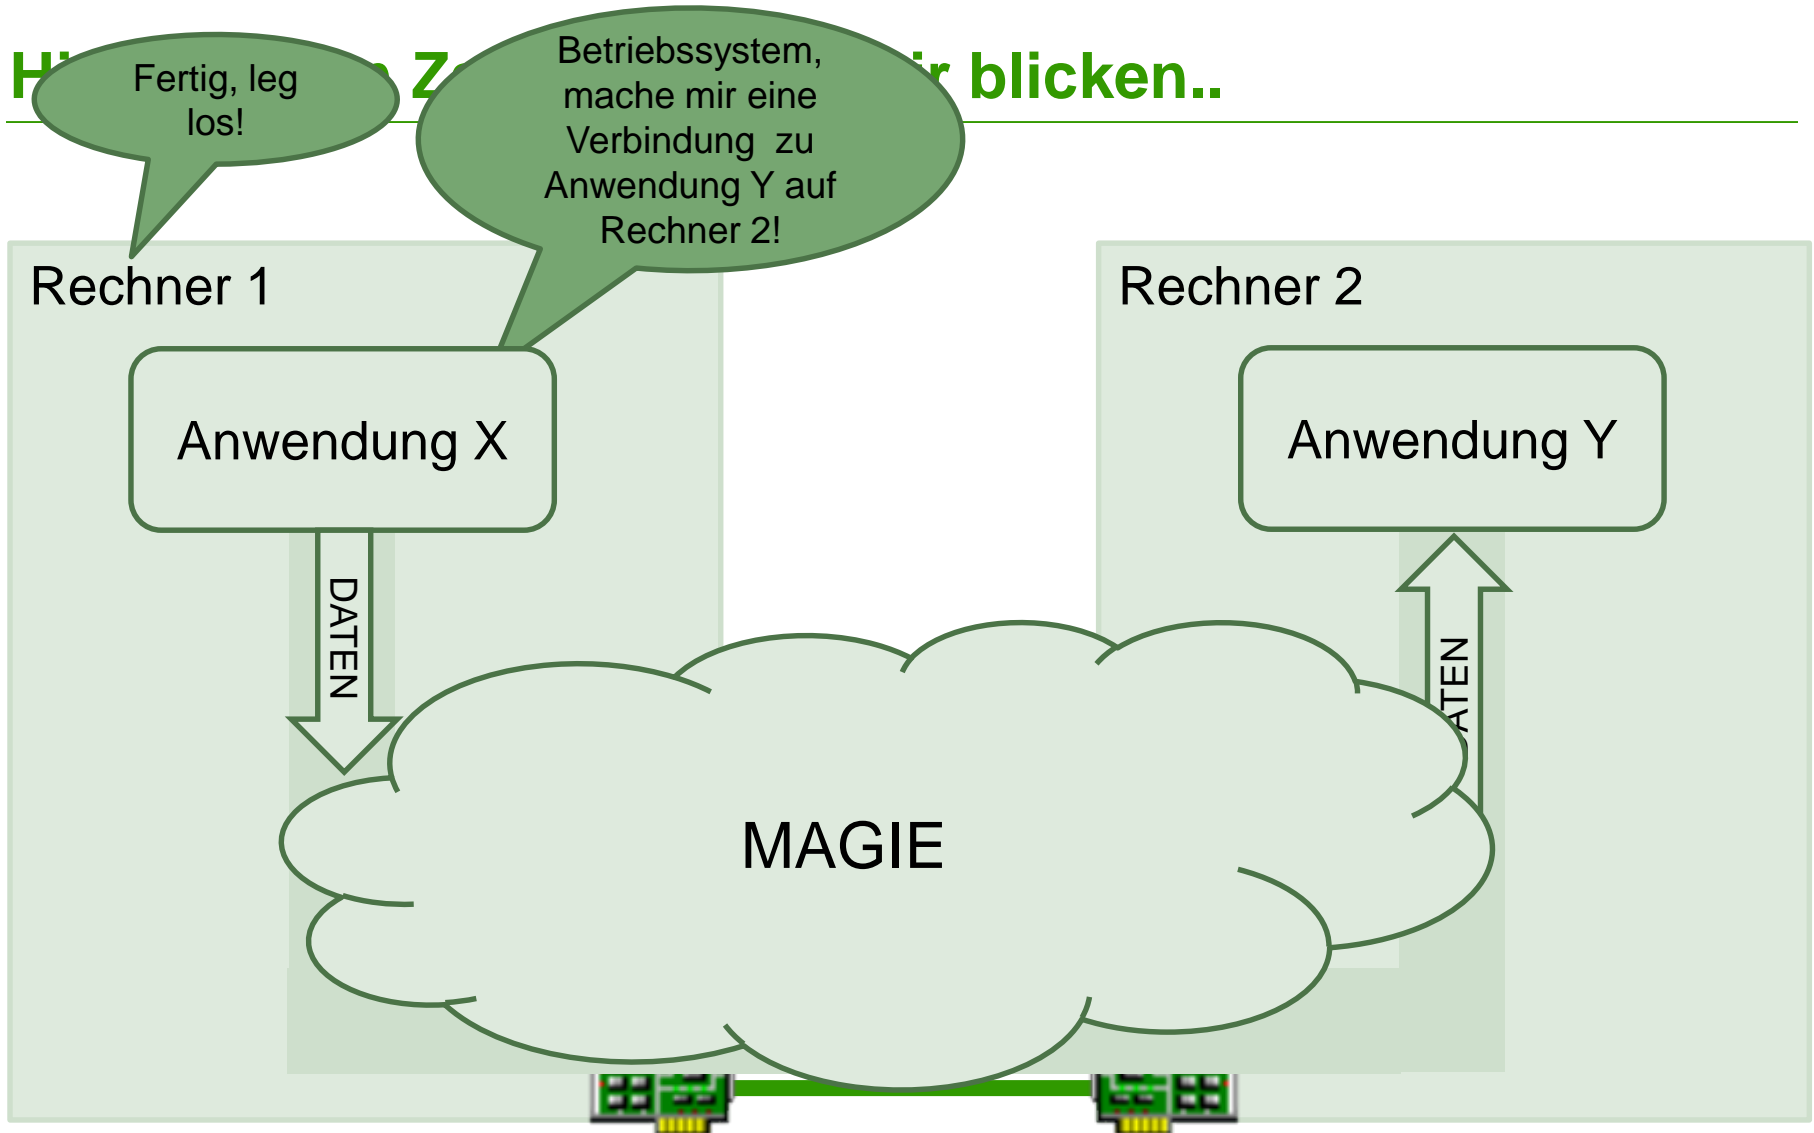 blicken..
Fertig, leg
los!
Betriebssystem,
mache mir eine
Verbindung zu
Anwendung Y auf
Rechner 2!
Rechner 1
Rechner 2
Anwendung X
Anwendung Y
DATEN
MAGIE